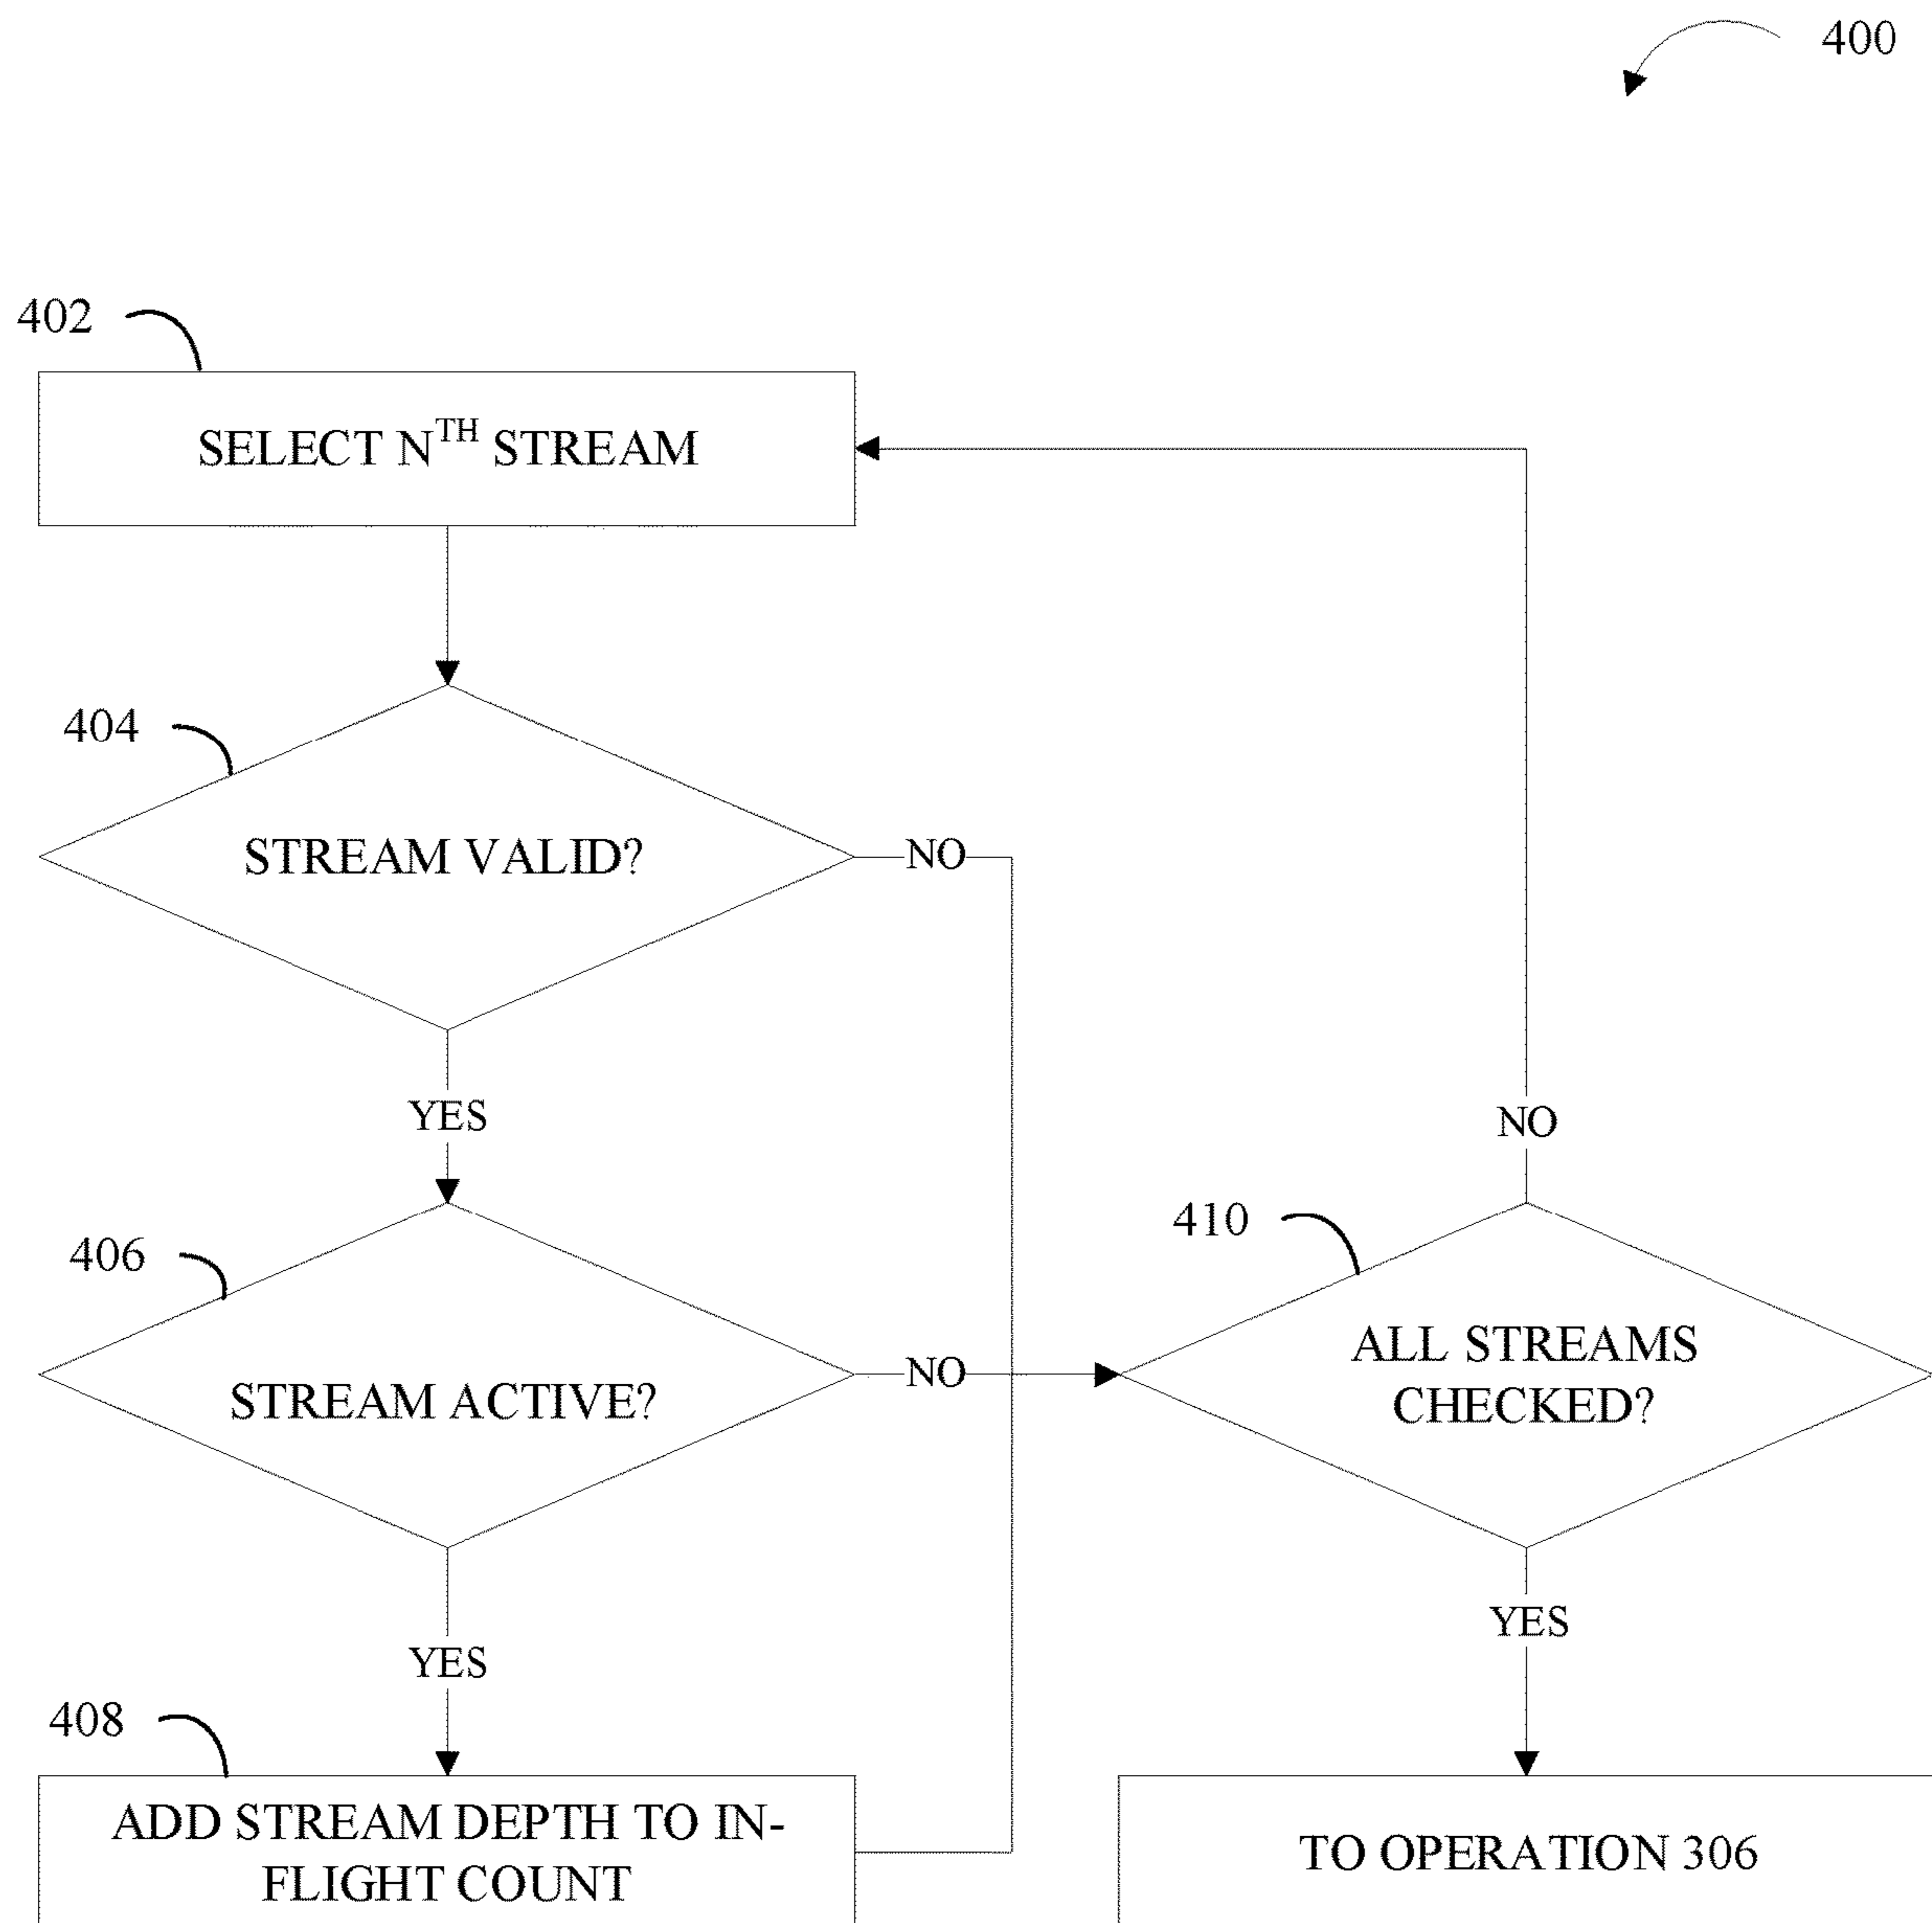 400
402
SELECT NTH STREAM
404
STREAM VALID?
NO
YES
NO
406
410
STREAM ACTIVE?
NO
ALL STREAMS
CHECKED?
YES
YES
408
ADD STREAM DEPTH TO IN-
FLIGHT COUNT
TO OPERATION 306